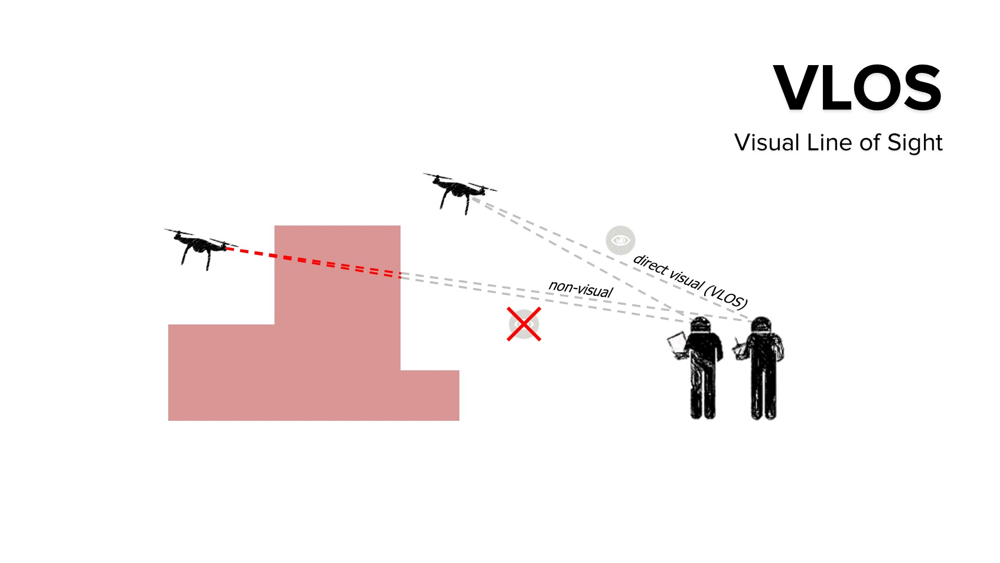 VLOS
Visual Line of Sight
direct visual (VLOS)
non-visual